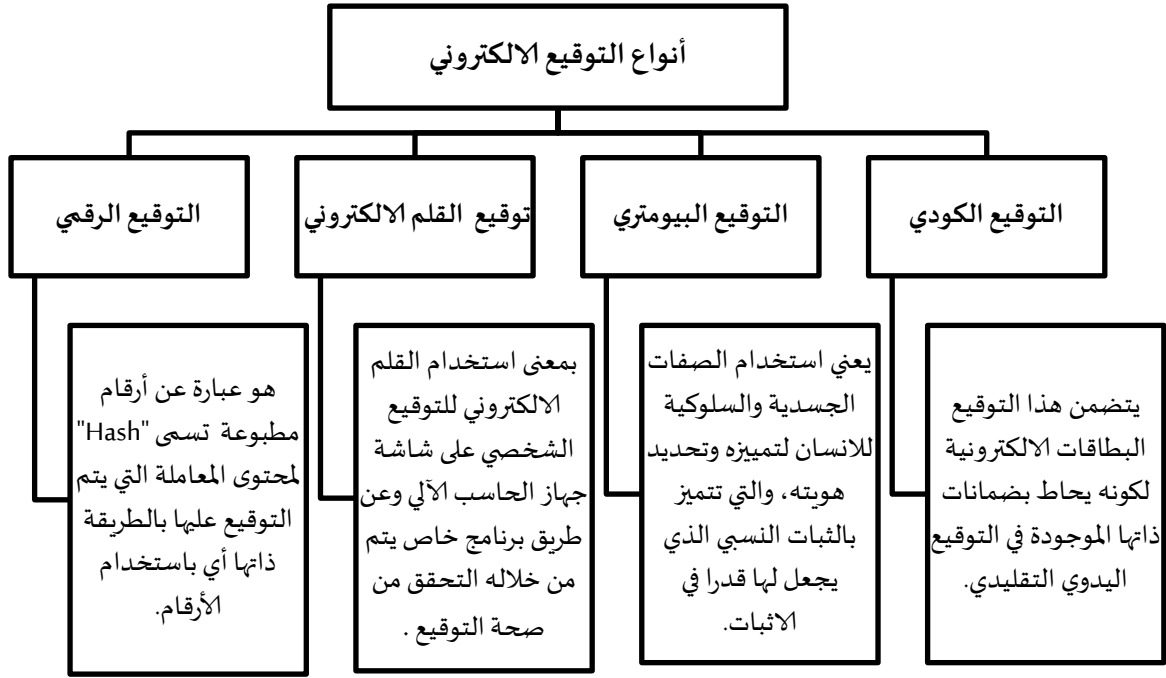 أنواع التوقيع الالكتروني
التوقيع الكودي
التوقيع البيومتري
توقيع القلم الالكتروني
التوقيع الرقمي
يتضمن هذا التوقيع
البطاقات الالكترونية
لكونه يحاط بضمانات
ذاتها الموجودة في التوقيع
اليدوي التقليدي.
يعني استخدام الصفات
الجسدية والسلوكية
للانسان لتمييزه وتحديد
هويته، والتي تتميز
بالثبات النسبي الذي
يجعل لها قدرا في
الاثبات.
بمعنى استخدام القلم
الالكتروني للتوقيع
الشخصي على شاشة
جهاز الحاسب الآلي وعن
طريق برنامج خاص يتم
من خلاله التحقق من
صحة التوقيع .
هو عبارة عن أرقام
مطبوعة تسمى "Hash"
لمحتوى المعاملة التي يتم
التوقيع عليها بالطريقة
ذاتها أي باستخدام
الأرقام.